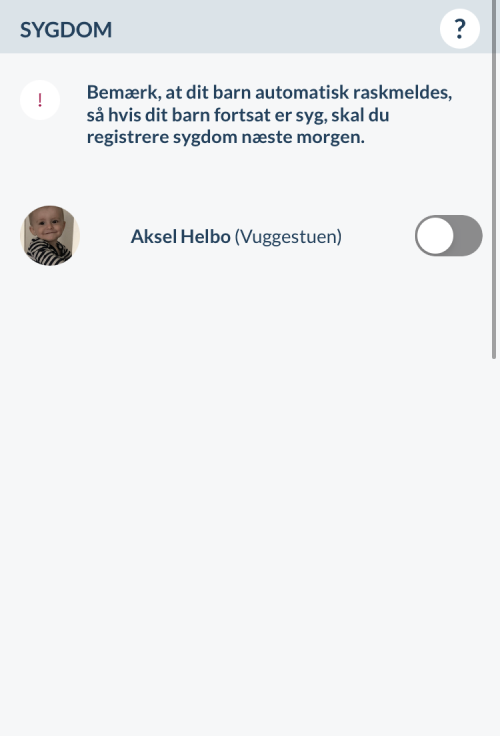 SYGDOM
?
!
Bemærk, at dit barn automatisk raskmeldes,
så hvis dit barn fortsat er syg, skal du
registrere sygdom næste morgen.
Aksel Helbo (Vuggestuen)